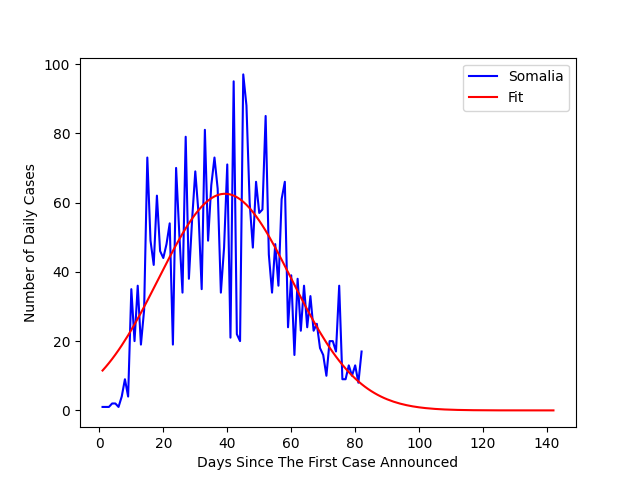 100
80
60
40
20
0
Number of Daily Cases
Somalia
Fit
0 20 40 60 80 100 120 140
Days Since The First Case Announced